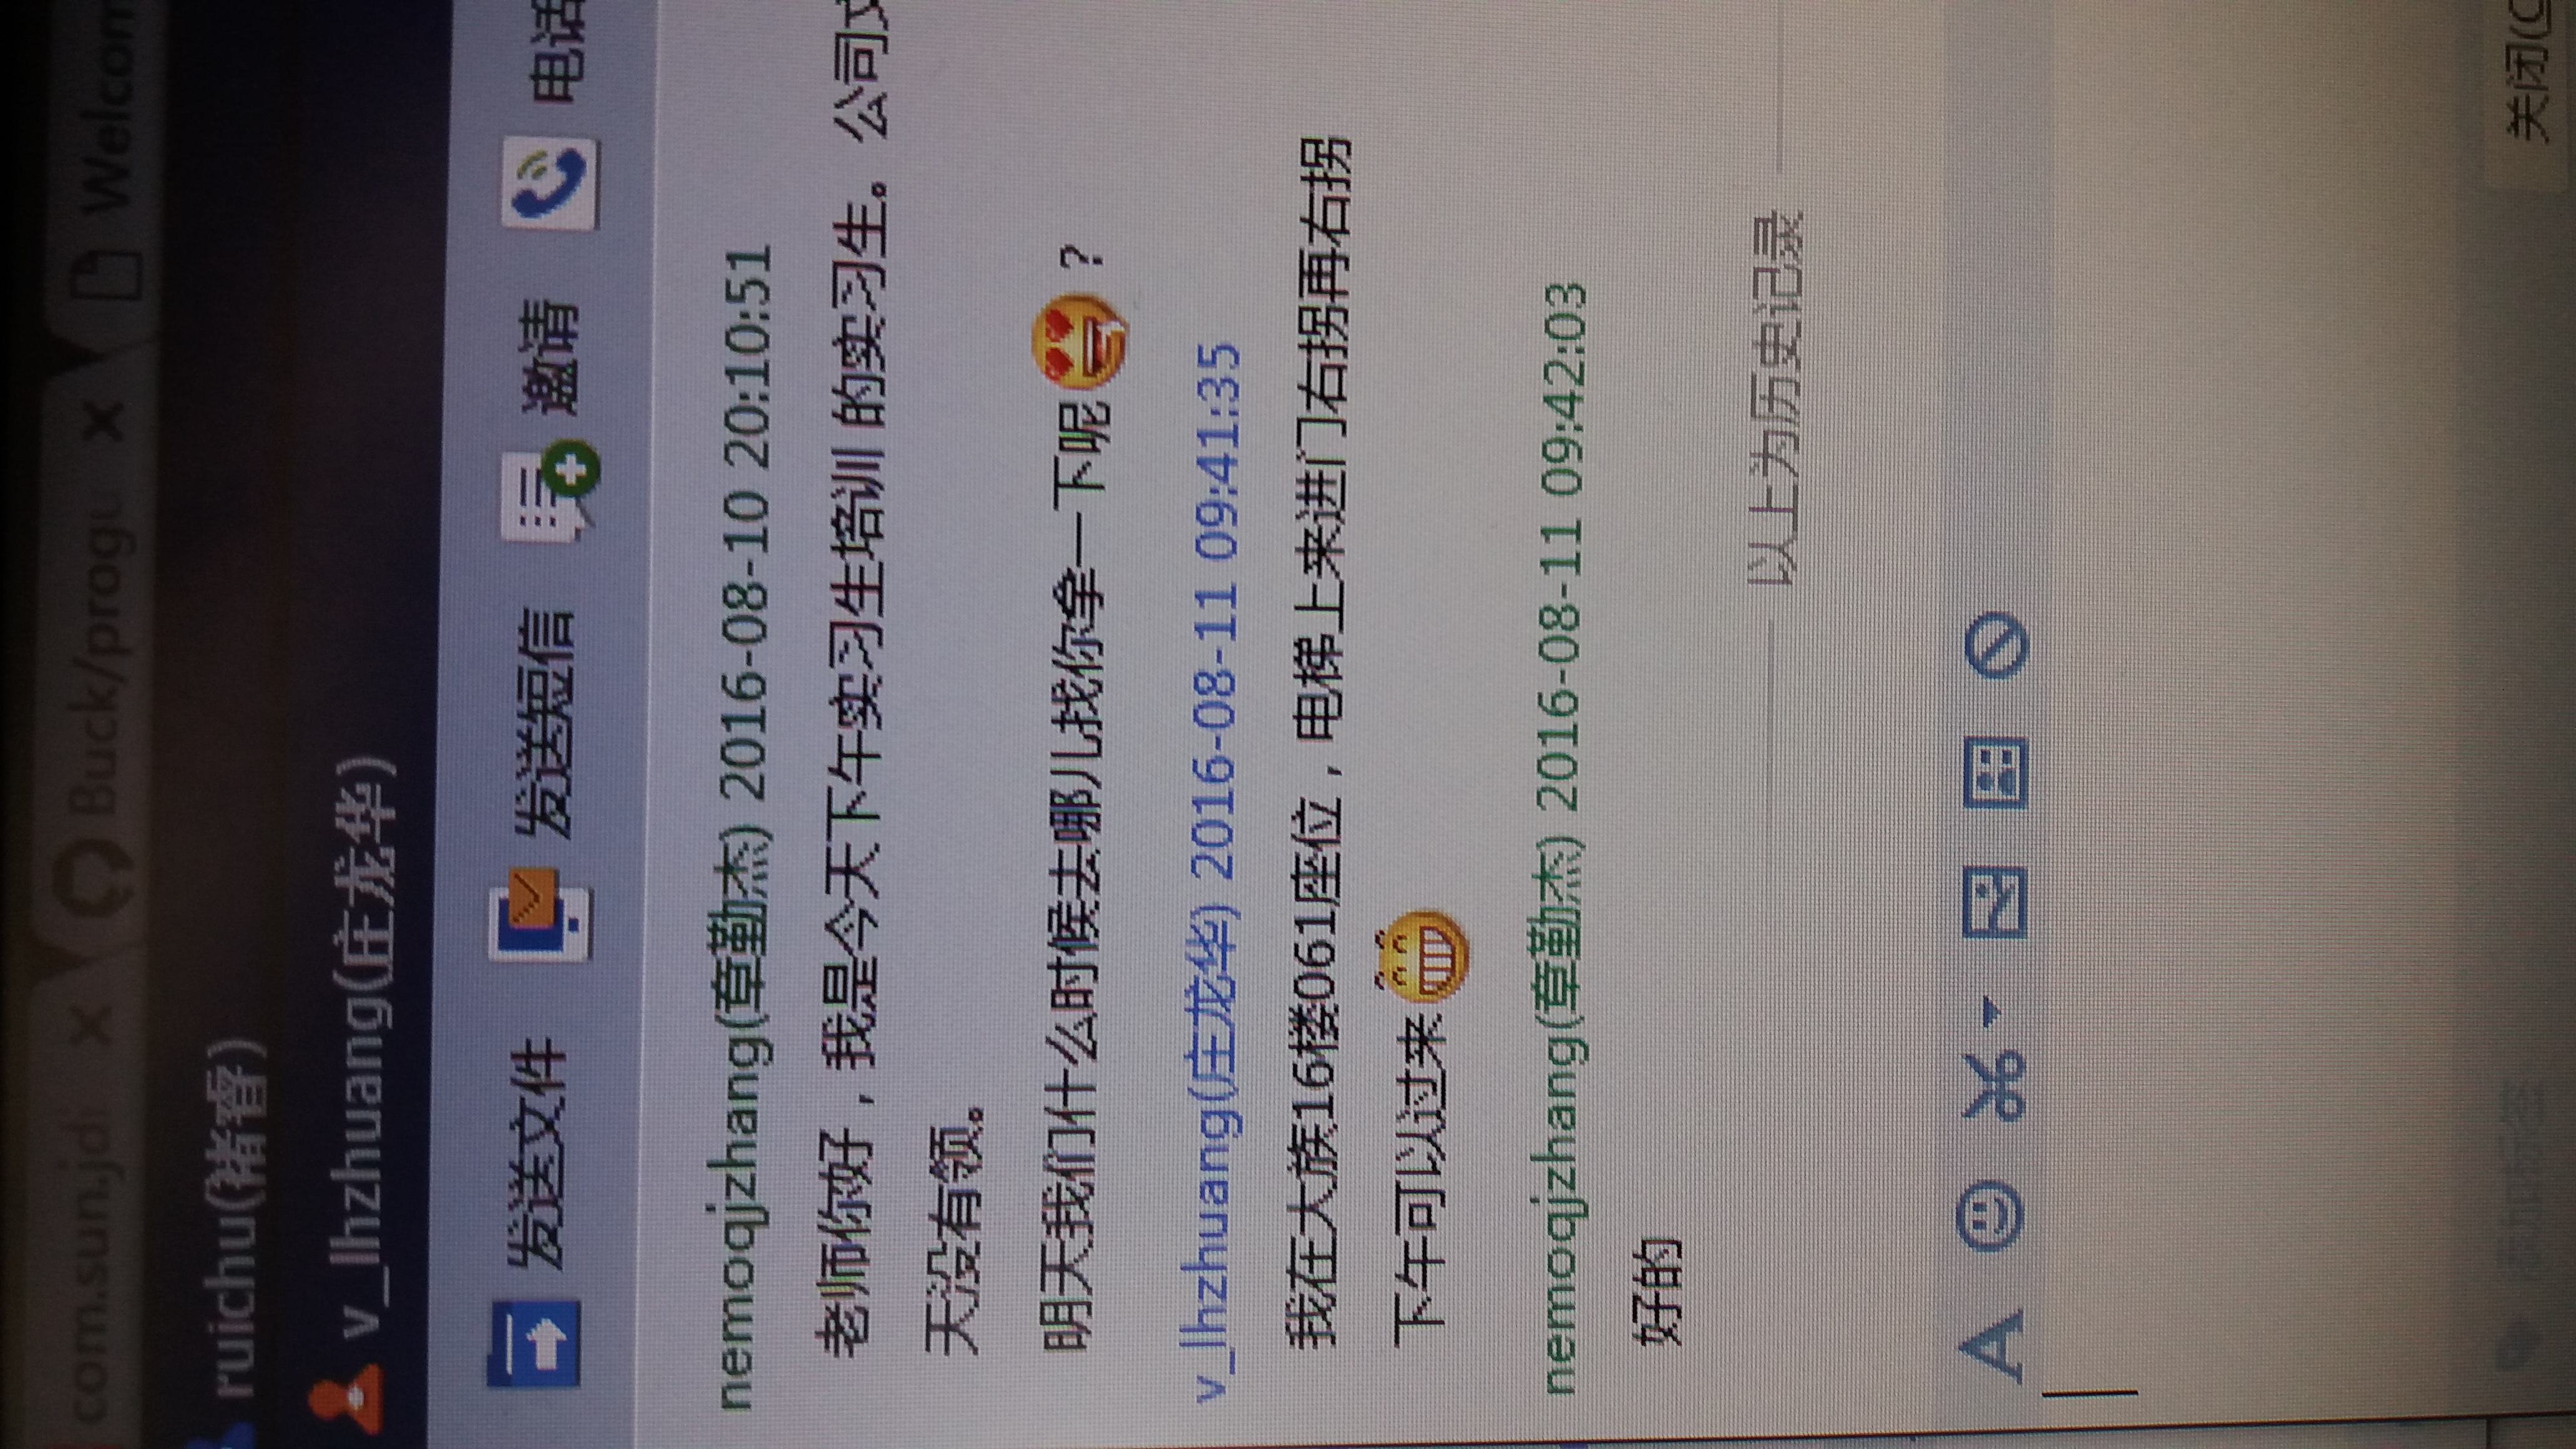 com.sun.jdi
Buck/progu
Welcom
ruichu(褚睿)
v_lhzhuang(庄龙华)
发送文件 发送短信 邀请 电话
nemoqjzhang(章勤杰) 2016-08-10 20:10:51
老师你好，我是今天下午实习生培训 的实习生。公司文
天没有领。
明天我们什么时候去哪儿找你拿一下呢？
v_lhzhuang(庄龙华) 2016-08-11 09:41:35
我在大族16楼061座位，电梯上来进门右拐再右拐
下午可以过来
nemoqjzhang(章勤杰) 2016-08-11 09:42:03
好的
以上为历史记录
添加标签
关闭(C